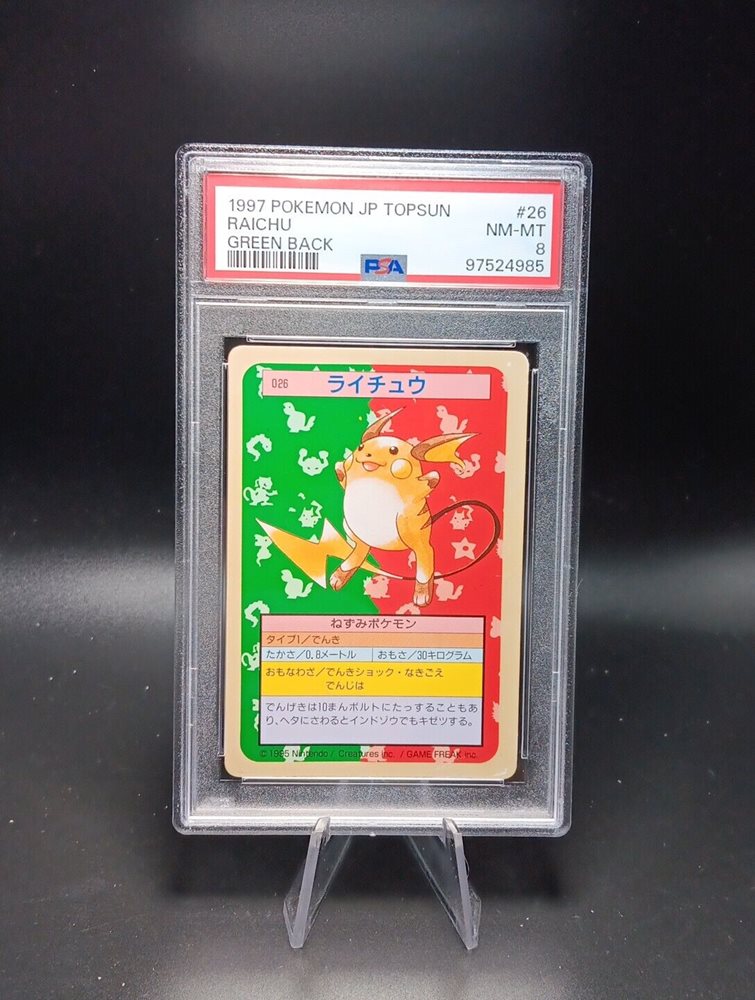 1997 POKEMON JP TOPSUN #26
RAICHU NM-MT
GREEN BACK 8
PSA 97524985
026 ライチュウ
ねずみポケモン
タイプ1/でんき
たかさ/0.8メートル おもさ/30キログラム
おもなわざ/でんきショック・なきごえ
でんじは
でんげきは10まんボルトにたっすることもあ
り、ヘタにさわるとインドゾウでもキゼツする。
©1995 Nintendo / Creatures inc. / GAME FREAK inc.